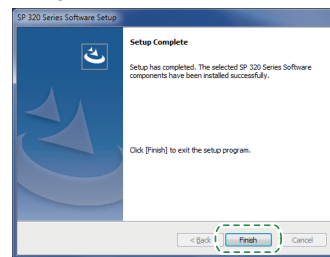 SP 320 Series Software Setup
Setup Complete
Setup has completed. The selected SP 320 Series Software
components have been installed successfully.
Click [Finish] to exit the setup program.
< Back
Finish
Cancel